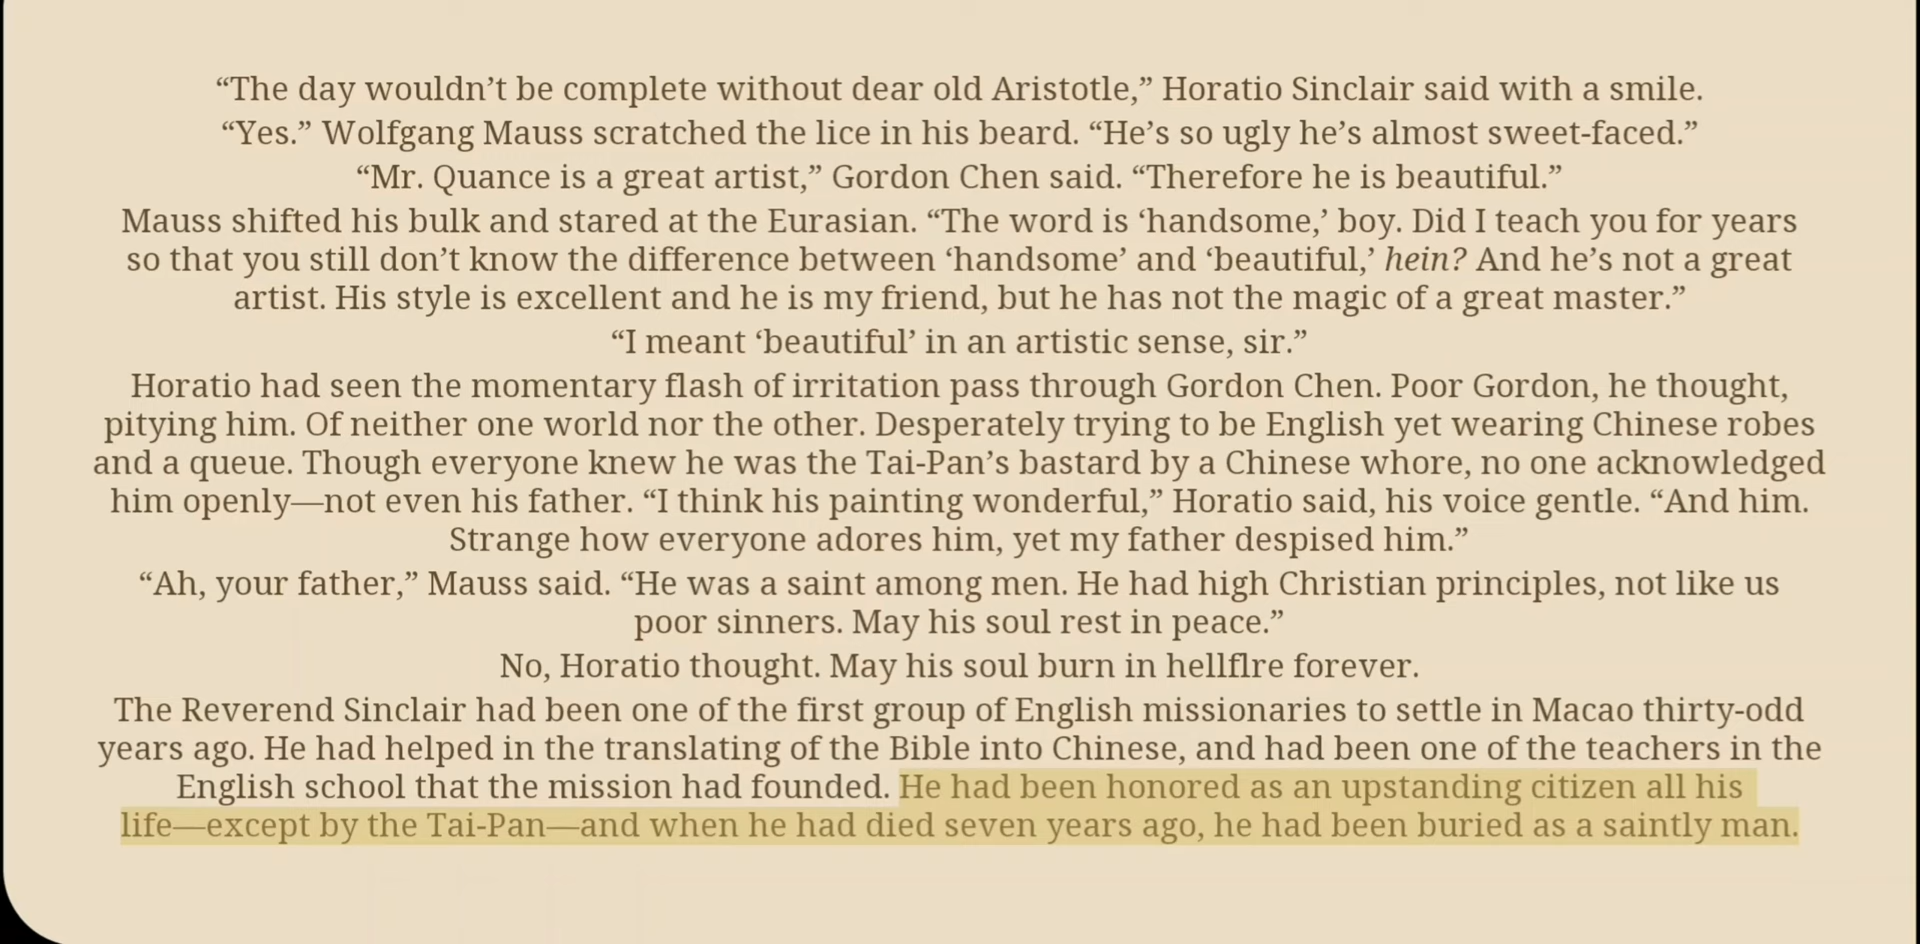 “The day wouldn’t be complete without dear old Aristotle,” Horatio Sinclair said with a smile.
“Yes.” Wolfgang Mauss scratched the lice in his beard. “He’s so ugly he’s almost sweet-faced.”
“Mr. Quance is a great artist,” Gordon Chen said. “Therefore he is beautiful.”
Mauss shifted his bulk and stared at the Eurasian. “The word is ‘handsome,’ boy. Did I teach you for years
so that you still don’t know the difference between ‘handsome’ and ‘beautiful,’ hein? And he’s not a great
artist. His style is excellent and he is my friend, but he has not the magic of a great master.”
“I meant ‘beautiful’ in an artistic sense, sir.”
Horatio had seen the momentary flash of irritation pass through Gordon Chen. Poor Gordon, he thought,
pitying him. Of neither one world nor the other. Desperately trying to be English yet wearing Chinese robes
and a queue. Though everyone knew he was the Tai-Pan’s bastard by a Chinese whore, no one acknowledged
him openly—not even his father. “I think his painting wonderful,” Horatio said, his voice gentle. “And him.
Strange how everyone adores him, yet my father despised him.”
“Ah, your father,” Mauss said. “He was a saint among men. He had high Christian principles, not like us
poor sinners. May his soul rest in peace.”
No, Horatio thought. May his soul burn in hellflre forever.
The Reverend Sinclair had been one of the first group of English missionaries to settle in Macao thirty-odd
years ago. He had helped in the translating of the Bible into Chinese, and had been one of the teachers in the
English school that the mission had founded. He had been honored as an upstanding citizen all his
life—except by the Tai-Pan—and when he had died seven years ago, he had been buried as a saintly man.